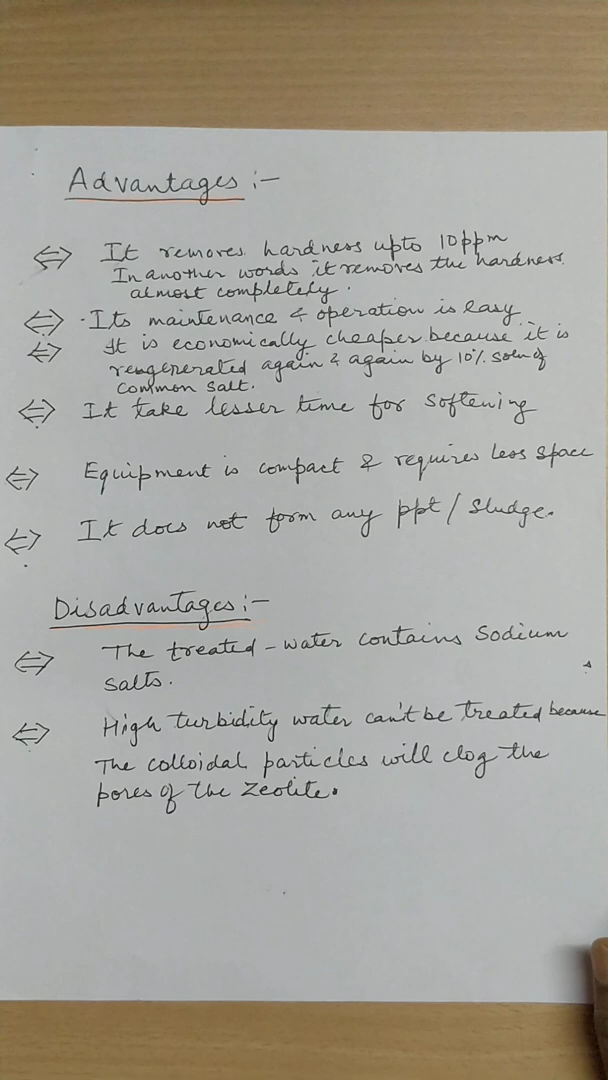 Advantages :-
⇔ It removes hardness upto 10ppm
In another words it removes the hardness
almost completely.
⇔ Its maintenance & operation is easy
⇔ It is economically cheaper because it is
regenerated again & again by 10% soln of
common salt.
⇔ It take lesser time for softening
⇔ Equipment is compact & requires less space
⇔ It does not form any ppt/sludge.
Disadvantages :-
⇔ The treated-water contains Sodium
salts.
⇔ High turbidity water can't be treated because
The colloidal particles will clog the
pores of the Zeolite.